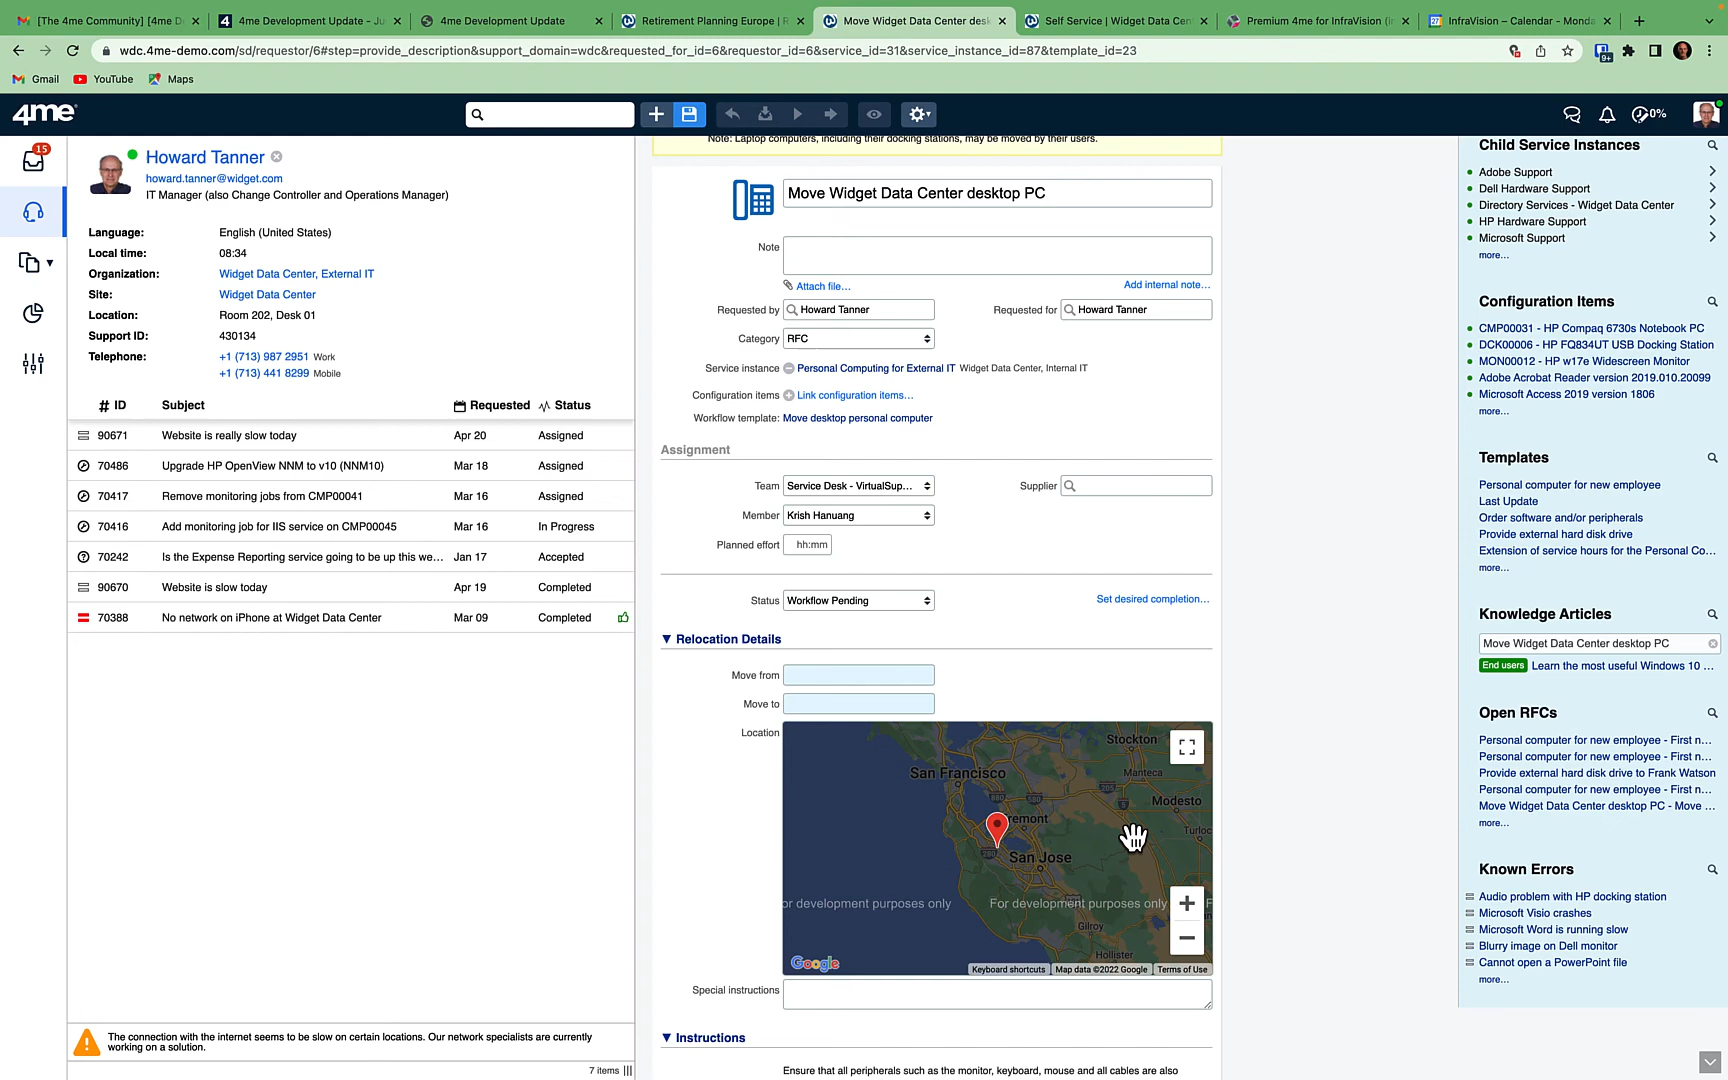 [The 4me Community] [4me D
4me Development Update - Ju
4me Development Update
Retirement Planning Europe | R
Move Widget Data Center desk
Self Service | Widget Data Cen
Premium 4me for InfraVision (in
InfraVision – Calendar - Monda
wdc.4me-demo.com/sd/requestor/6#step=provide_description&support_domain=wdc&requested_for_id=6&requestor_id=6&service_id=31&service_instance_id=87&template_id=23
9+
Gmail
YouTube
Maps
4me
0%
15
Howard Tanner
howard.tanner@widget.com
IT Manager (also Change Controller and Operations Manager)
Language: English (United States)
Local time: 08:34
Organization: Widget Data Center, External IT
Site: Widget Data Center
Location: Room 202, Desk 01
Support ID: 430134
Telephone: +1 (713) 987 2951 Work
+1 (713) 441 8299 Mobile
# ID Subject Requested Status
90671 Website is really slow today Apr 20 Assigned
70486 Upgrade HP OpenView NNM to v10 (NNM10) Mar 18 Assigned
70417 Remove monitoring jobs from CMP00041 Mar 16 Assigned
70416 Add monitoring job for IIS service on CMP00045 Mar 16 In Progress
70242 Is the Expense Reporting service going to be up this we... Jan 17 Accepted
90670 Website is slow today Apr 19 Completed
70388 No network on iPhone at Widget Data Center Mar 09 Completed
The connection with the internet seems to be slow on certain locations. Our network specialists are currently
working on a solution.
7 items
Note: Laptop computers, including their docking stations, may be moved by their users.
Move Widget Data Center desktop PC
Note
Attach file... Add internal note...
Requested by Howard Tanner Requested for Howard Tanner
Category RFC
Service instance Personal Computing for External IT Widget Data Center, Internal IT
Configuration items Link configuration items...
Workflow template: Move desktop personal computer
Assignment
Team Service Desk - VirtualSup... Supplier
Member Krish Hanuang
Planned effort hh:mm
Status Workflow Pending Set desired completion...
Relocation Details
Move from
Move to
Location
Stockton
San Francisco
Manteca
880
580
205
5
Modesto
remont
Turloc
280
San Jose
or development purposes only For development purposes only F
Gilroy
Hollister
Google
Keyboard shortcuts Map data ©2022 Google Terms of Use
Special instructions
Instructions
Ensure that all peripherals such as the monitor, keyboard, mouse and all cables are also
Child Service Instances
Adobe Support
Dell Hardware Support
Directory Services - Widget Data Center
HP Hardware Support
Microsoft Support
more...
Configuration Items
CMP00031 - HP Compaq 6730s Notebook PC
DCK00006 - HP FQ834UT USB Docking Station
MON00012 - HP w17e Widescreen Monitor
Adobe Acrobat Reader version 2019.010.20099
Microsoft Access 2019 version 1806
more...
Templates
Personal computer for new employee
Last Update
Order software and/or peripherals
Provide external hard disk drive
Extension of service hours for the Personal Co...
more...
Knowledge Articles
Move Widget Data Center desktop PC
End users Learn the most useful Windows 10 ...
Open RFCs
Personal computer for new employee - First n...
Personal computer for new employee - First n...
Provide external hard disk drive to Frank Watson
Personal computer for new employee - First n...
Move Widget Data Center desktop PC - Move ...
more...
Known Errors
Audio problem with HP docking station
Microsoft Visio crashes
Microsoft Word is running slow
Blurry image on Dell monitor
Cannot open a PowerPoint file
more...